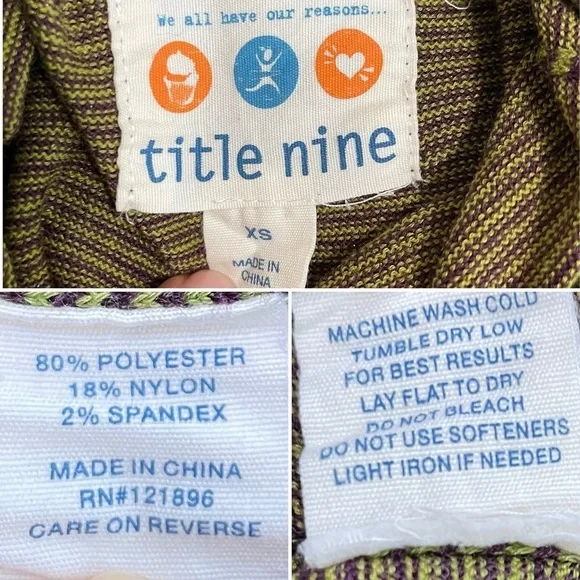 We all have our reasons...
title nine
XS
MADE IN
CHINA
80% POLYESTER
18% NYLON
2% SPANDEX
MADE IN CHINA
RN#121896
CARE ON REVERSE
MACHINE WASH COLD
TUMBLE DRY LOW
FOR BEST RESULTS
LAY FLAT TO DRY
DO NOT BLEACH
DO NOT USE SOFTENERS
LIGHT IRON IF NEEDED